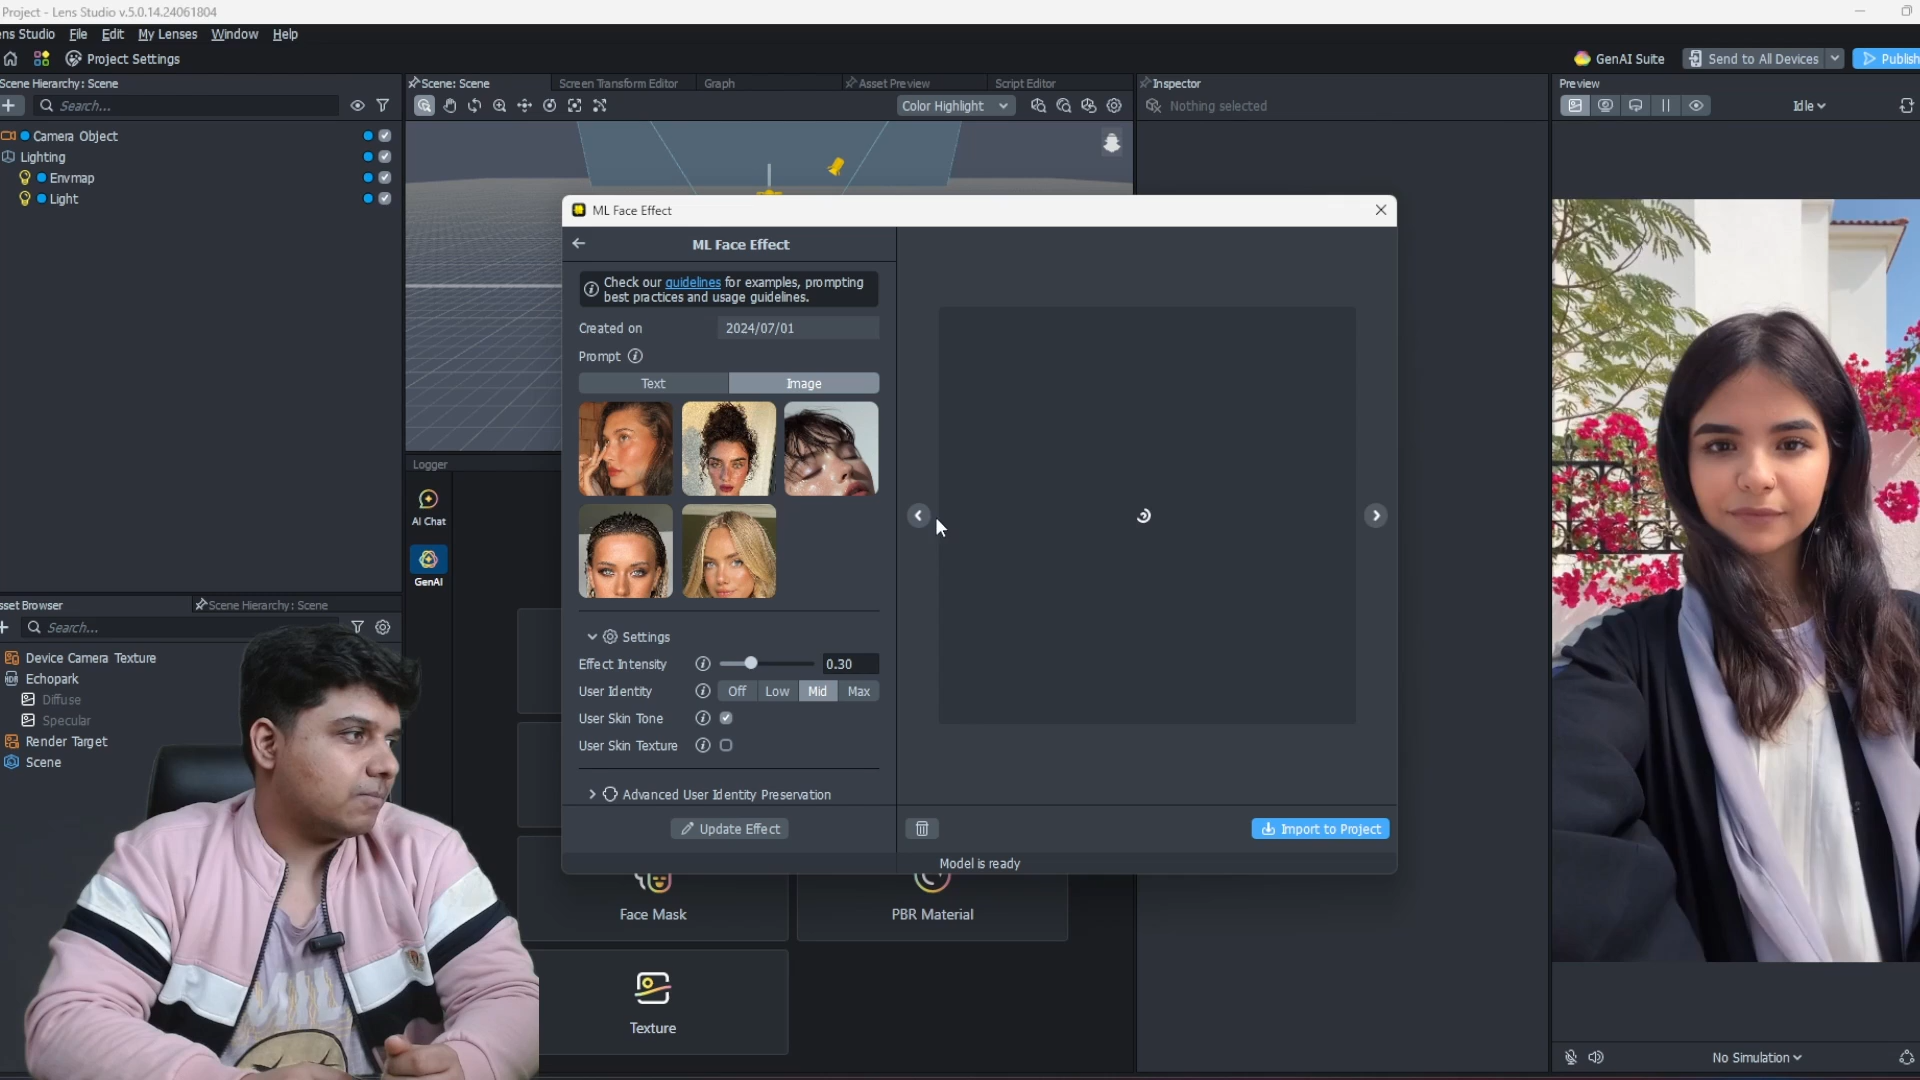 Project - Lens Studio v.5.0.14.24061804
ens Studio File Edit My Lenses Window Help
Project Settings
GenAI Suite
Send to All Devices
Publish
Scene Hierarchy: Scene
Search...
Camera Object
Lighting
Envmap
Light
Scene: Scene
Screen Transform Editor
Graph
Asset Preview
Script Editor
Color Highlight
Inspector
Nothing selected
Preview
Idle
ML Face Effect
ML Face Effect
Check our guidelines for examples, prompting
best practices and usage guidelines.
Created on 2024/07/01
Prompt
Text Image
Settings
Effect Intensity 0.30
User Identity Off Low Mid Max
User Skin Tone
User Skin Texture
Advanced User Identity Preservation
Update Effect
Import to Project
Model is ready
Logger
AI Chat
GenAI
sset Browser
Scene Hierarchy: Scene
Search...
Device Camera Texture
Echopark
Diffuse
Specular
Render Target
Scene
Face Mask
PBR Material
Texture
No Simulation